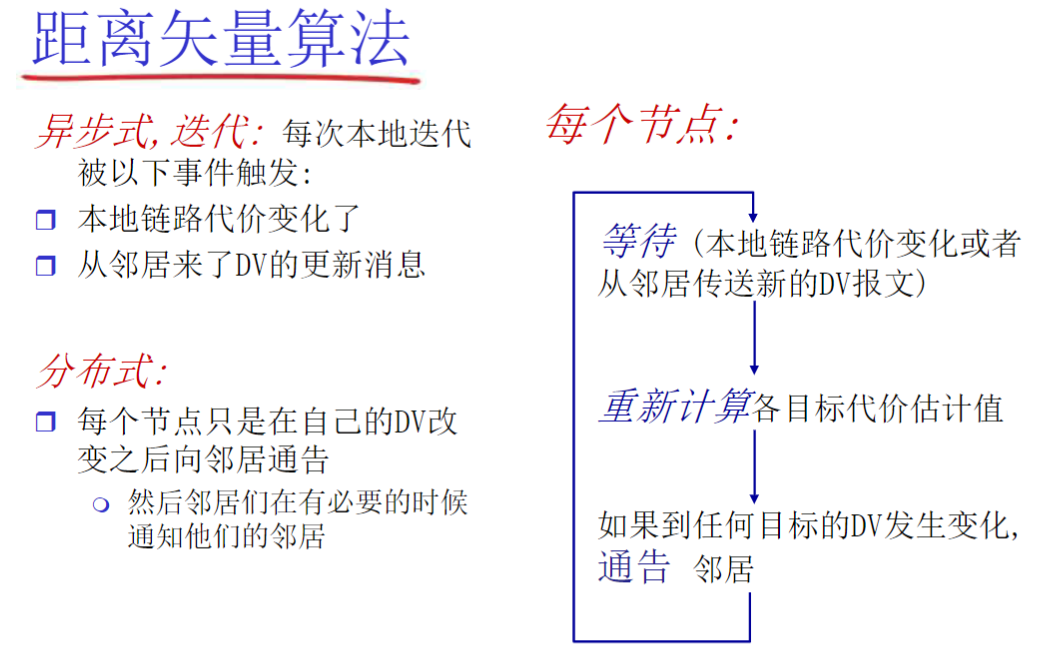 距离矢量算法
异步式,迭代: 每次本地迭代
被以下事件触发:
本地链路代价变化了
从邻居来了DV的更新消息
分布式:
每个节点只是在自己的DV改
变之后向邻居通告
然后邻居们在有必要的时候
通知他们的邻居
每个节点:
等待 (本地链路代价变化或者
从邻居传送新的DV报文)
重新计算各目标代价估计值
如果到任何目标的DV发生变化,
通告 邻居